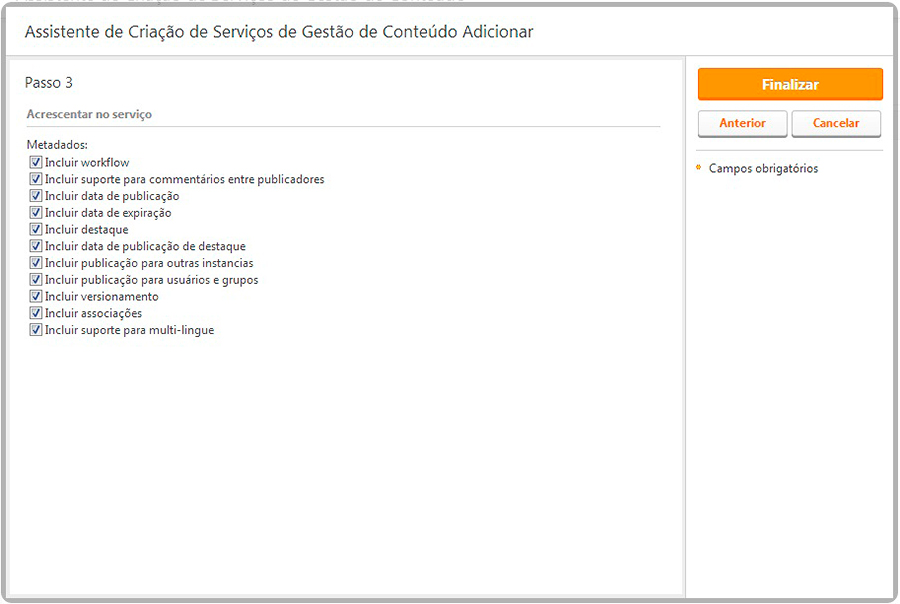 Assistente de Criação de Serviços de Gestão de Conteúdo Adicionar
Passo 3
Acrescentar no serviço
Metadados:
Incluir workflow
Incluir suporte para commentários entre publicadores
Incluir data de publicação
Incluir data de expiração
Incluir destaque
Incluir data de publicação de destaque
Incluir publicação para outras instancias
Incluir publicação para usuários e grupos
Incluir versionamento
Incluir associações
Incluir suporte para multi-lingue
Finalizar
Anterior
Cancelar
* Campos obrigatórios